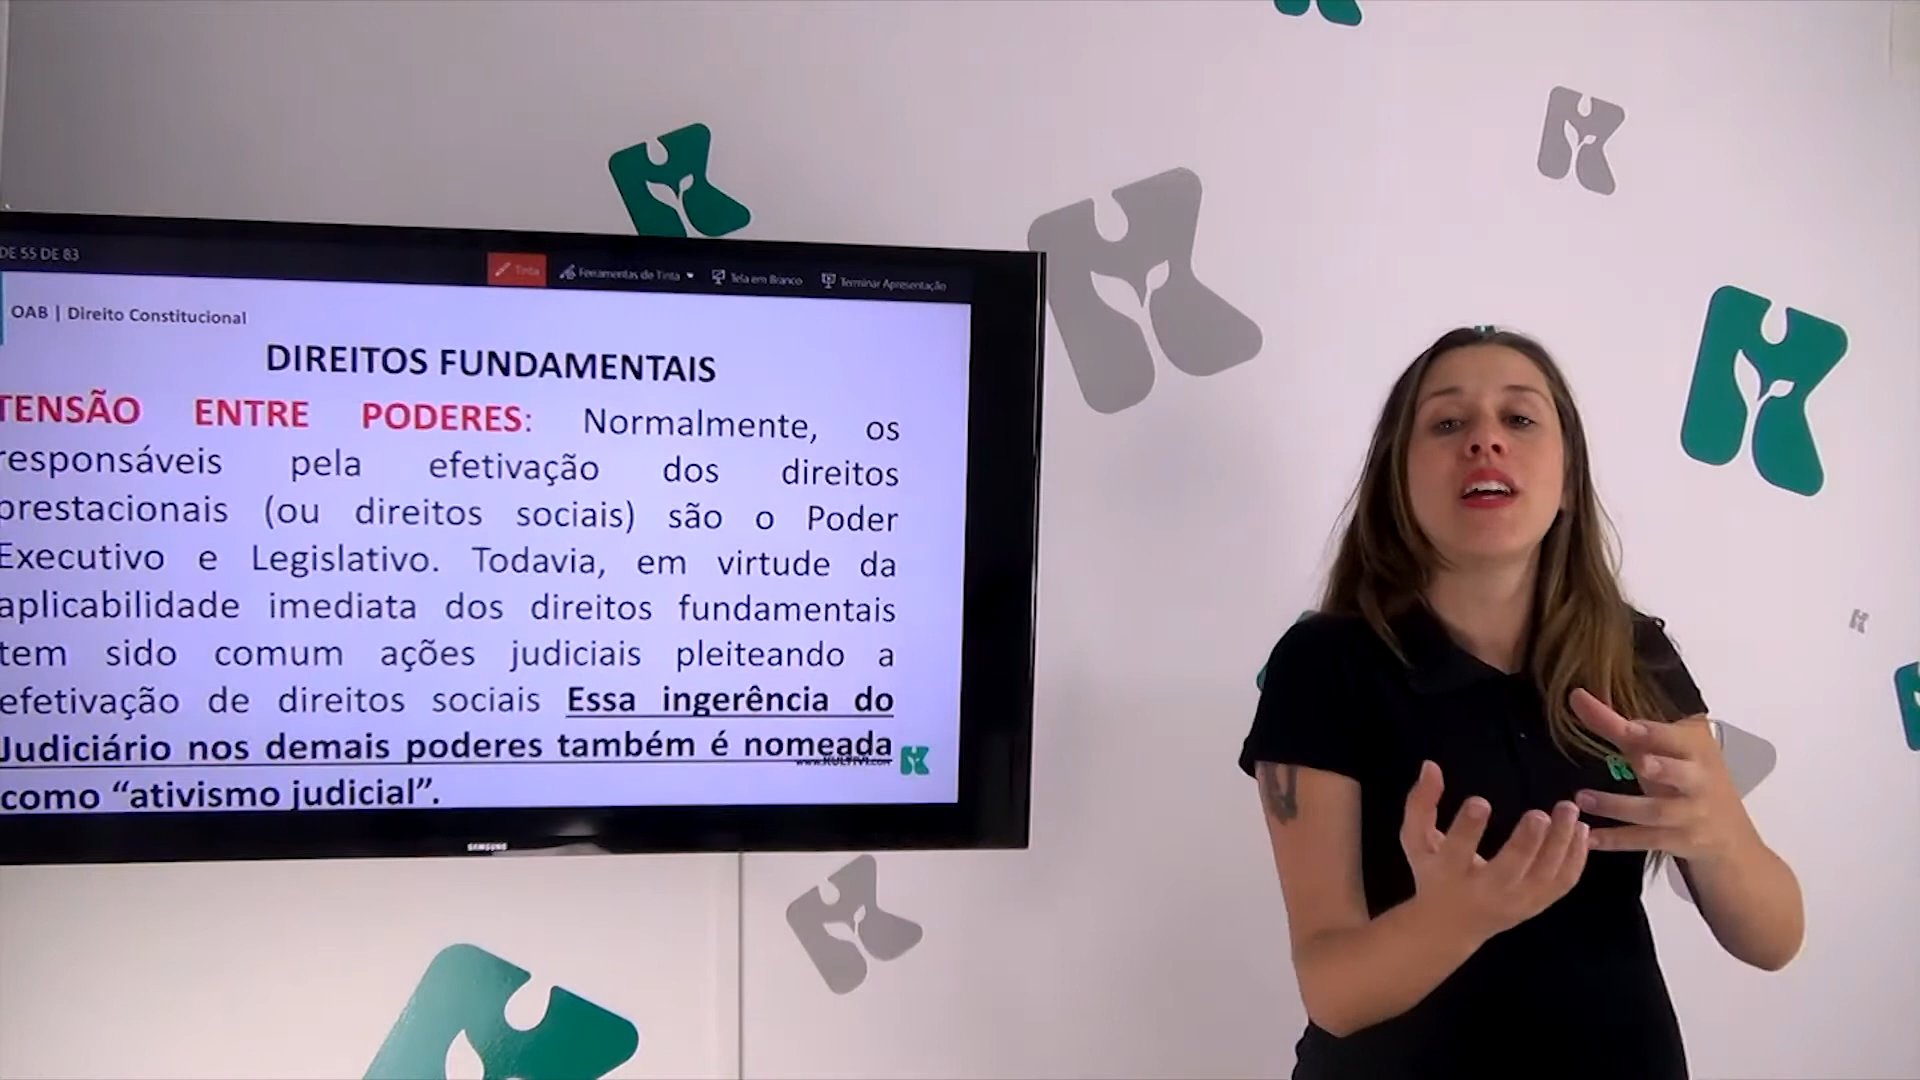 DE 55 DE 83
Tinta Ferramentas de Tinta Tela em Branco Terminar Apresentação
OAB | Direito Constitucional
DIREITOS FUNDAMENTAIS
TENSÃO ENTRE PODERES: Normalmente, os
responsáveis pela efetivação dos direitos
prestacionais (ou direitos sociais) são o Poder
Executivo e Legislativo. Todavia, em virtude da
aplicabilidade imediata dos direitos fundamentais
tem sido comum ações judiciais pleiteando a
efetivação de direitos sociais Essa ingerência do
Judiciário nos demais poderes também é nomeada
www.KULTIVI.com
como “ativismo judicial”.
SAMSUNG